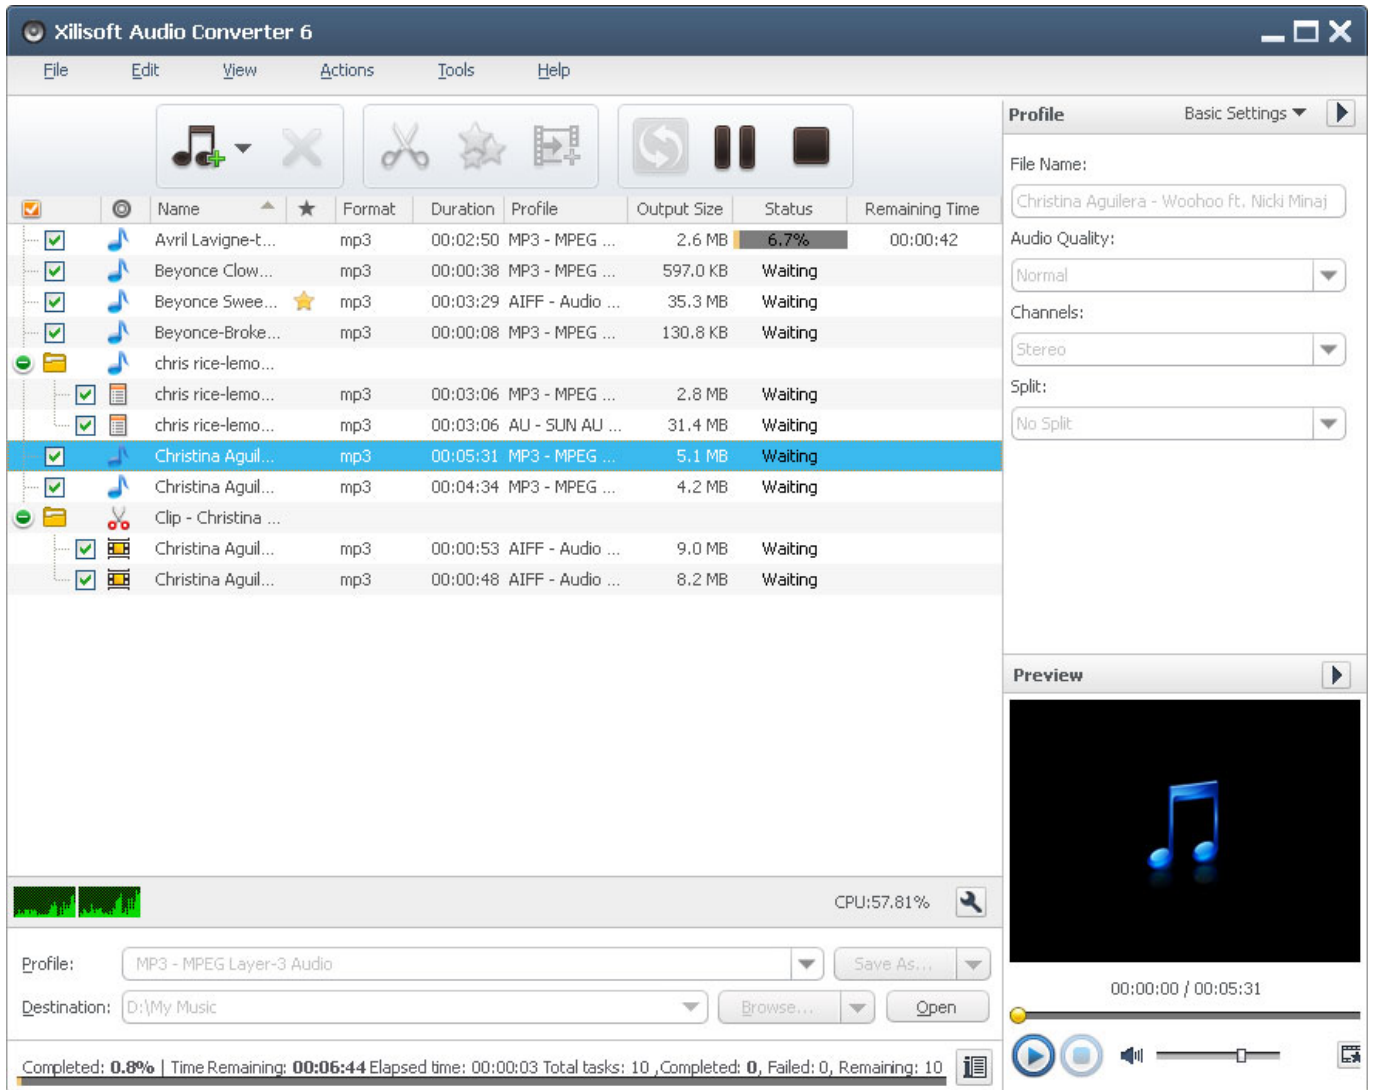 Xilisoft Audio Converter 6
File Edit View Actions Tools Help
Profile Basic Settings
File Name:
Christina Aguilera - Woohoo ft. Nicki Minaj
Audio Quality:
Normal
Channels:
Stereo
Split:
No Split
Name Format Duration Profile Output Size Status Remaining Time
Avril Lavigne-t... mp3 00:02:50 MP3 - MPEG ... 2.6 MB 6.7% 00:00:42
Beyonce Clow... mp3 00:00:38 MP3 - MPEG ... 597.0 KB Waiting
Beyonce Swee... mp3 00:03:29 AIFF - Audio ... 35.3 MB Waiting
Beyonce-Broke... mp3 00:00:08 MP3 - MPEG ... 130.8 KB Waiting
chris rice-lemo...
chris rice-lemo... mp3 00:03:06 MP3 - MPEG ... 2.8 MB Waiting
chris rice-lemo... mp3 00:03:06 AU - SUN AU ... 31.4 MB Waiting
Christina Aguil... mp3 00:05:31 MP3 - MPEG ... 5.1 MB Waiting
Christina Aguil... mp3 00:04:34 MP3 - MPEG ... 4.2 MB Waiting
Clip - Christina ...
Christina Aguil... mp3 00:00:53 AIFF - Audio ... 9.0 MB Waiting
Christina Aguil... mp3 00:00:48 AIFF - Audio ... 8.2 MB Waiting
Preview
00:00:00 / 00:05:31
CPU:57.81%
Profile: MP3 - MPEG Layer-3 Audio Save As...
Destination: D:\My Music Browse... Open
Completed: 0.8% | Time Remaining: 00:06:44 Elapsed time: 00:00:03 Total tasks: 10 ,Completed: 0, Failed: 0, Remaining: 10